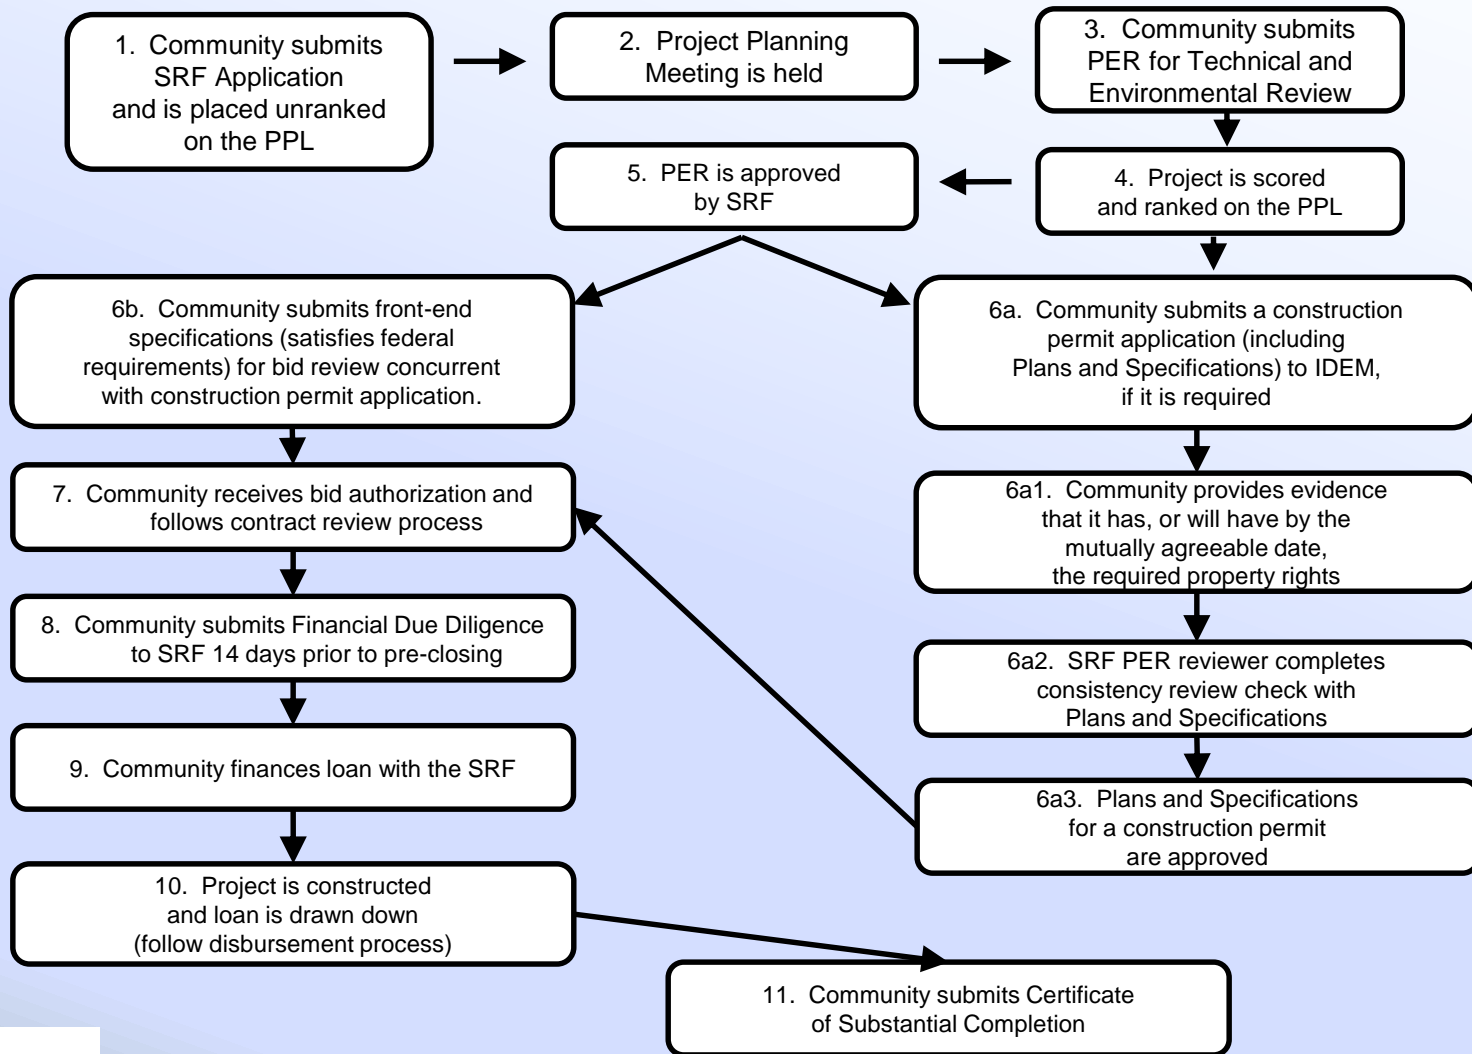 1. Community submits
SRF Application
and is placed unranked
on the PPL
2. Project Planning
Meeting is held
3. Community submits
PER for Technical and
Environmental Review
4. Project is scored
and ranked on the PPL
5. PER is approved
by SRF
6a. Community submits a construction
permit application (including
Plans and Specifications) to IDEM,
if it is required
6b. Community submits front-end
specifications (satisfies federal
requirements) for bid review concurrent
with construction permit application.
6a1. Community provides evidence
that it has, or will have by the
mutually agreeable date,
the required property rights
6a2. SRF PER reviewer completes
consistency review check with
Plans and Specifications
6a3. Plans and Specifications
for a construction permit
are approved
7. Community receives bid authorization and
follows contract review process
8. Community submits Financial Due Diligence
to SRF 14 days prior to pre-closing
9. Community finances loan with the SRF
10. Project is constructed
and loan is drawn down
(follow disbursement process)
11. Community submits Certificate
of Substantial Completion